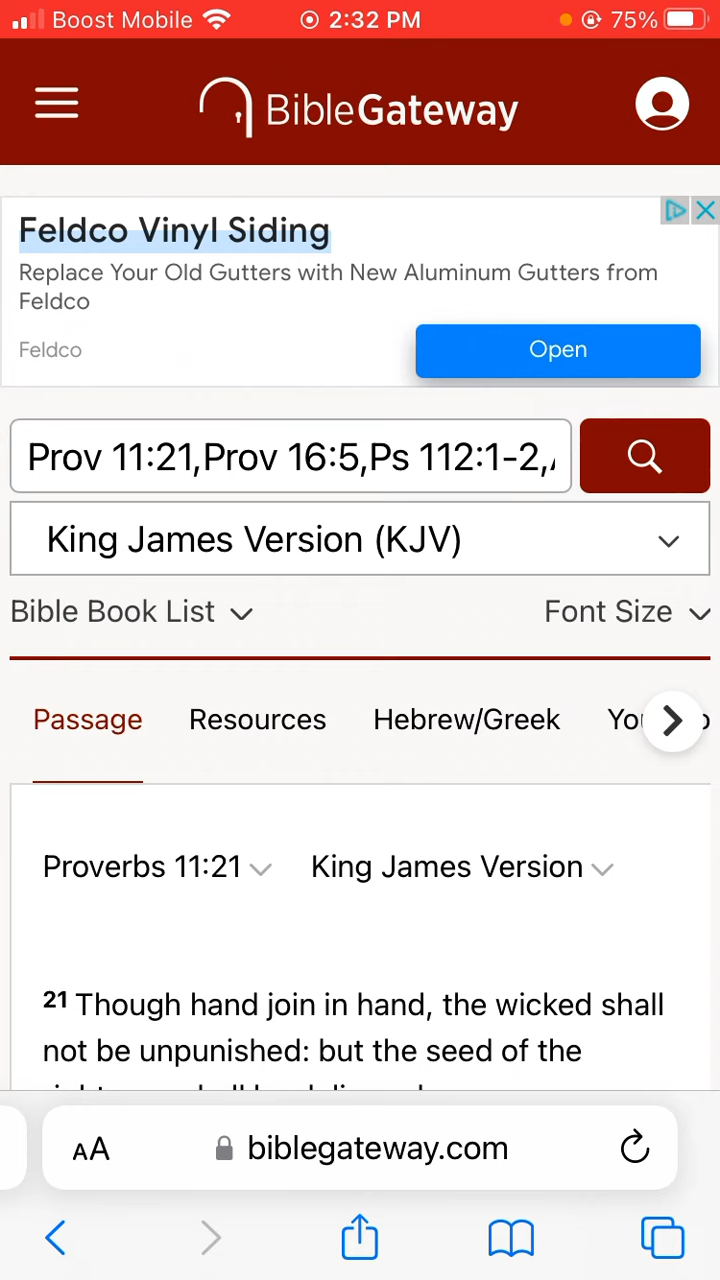 Boost Mobile 2:32 PM 75%
BibleGateway
Feldco Vinyl Siding
Replace Your Old Gutters with New Aluminum Gutters from
Feldco
Feldco Open
Prov 11:21,Prov 16:5,Ps 112:1-2,
King James Version (KJV)
Bible Book List Font Size
Passage Resources Hebrew/Greek
Proverbs 11:21 King James Version
21 Though hand join in hand, the wicked shall
not be unpunished: but the seed of the
AA biblegateway.com